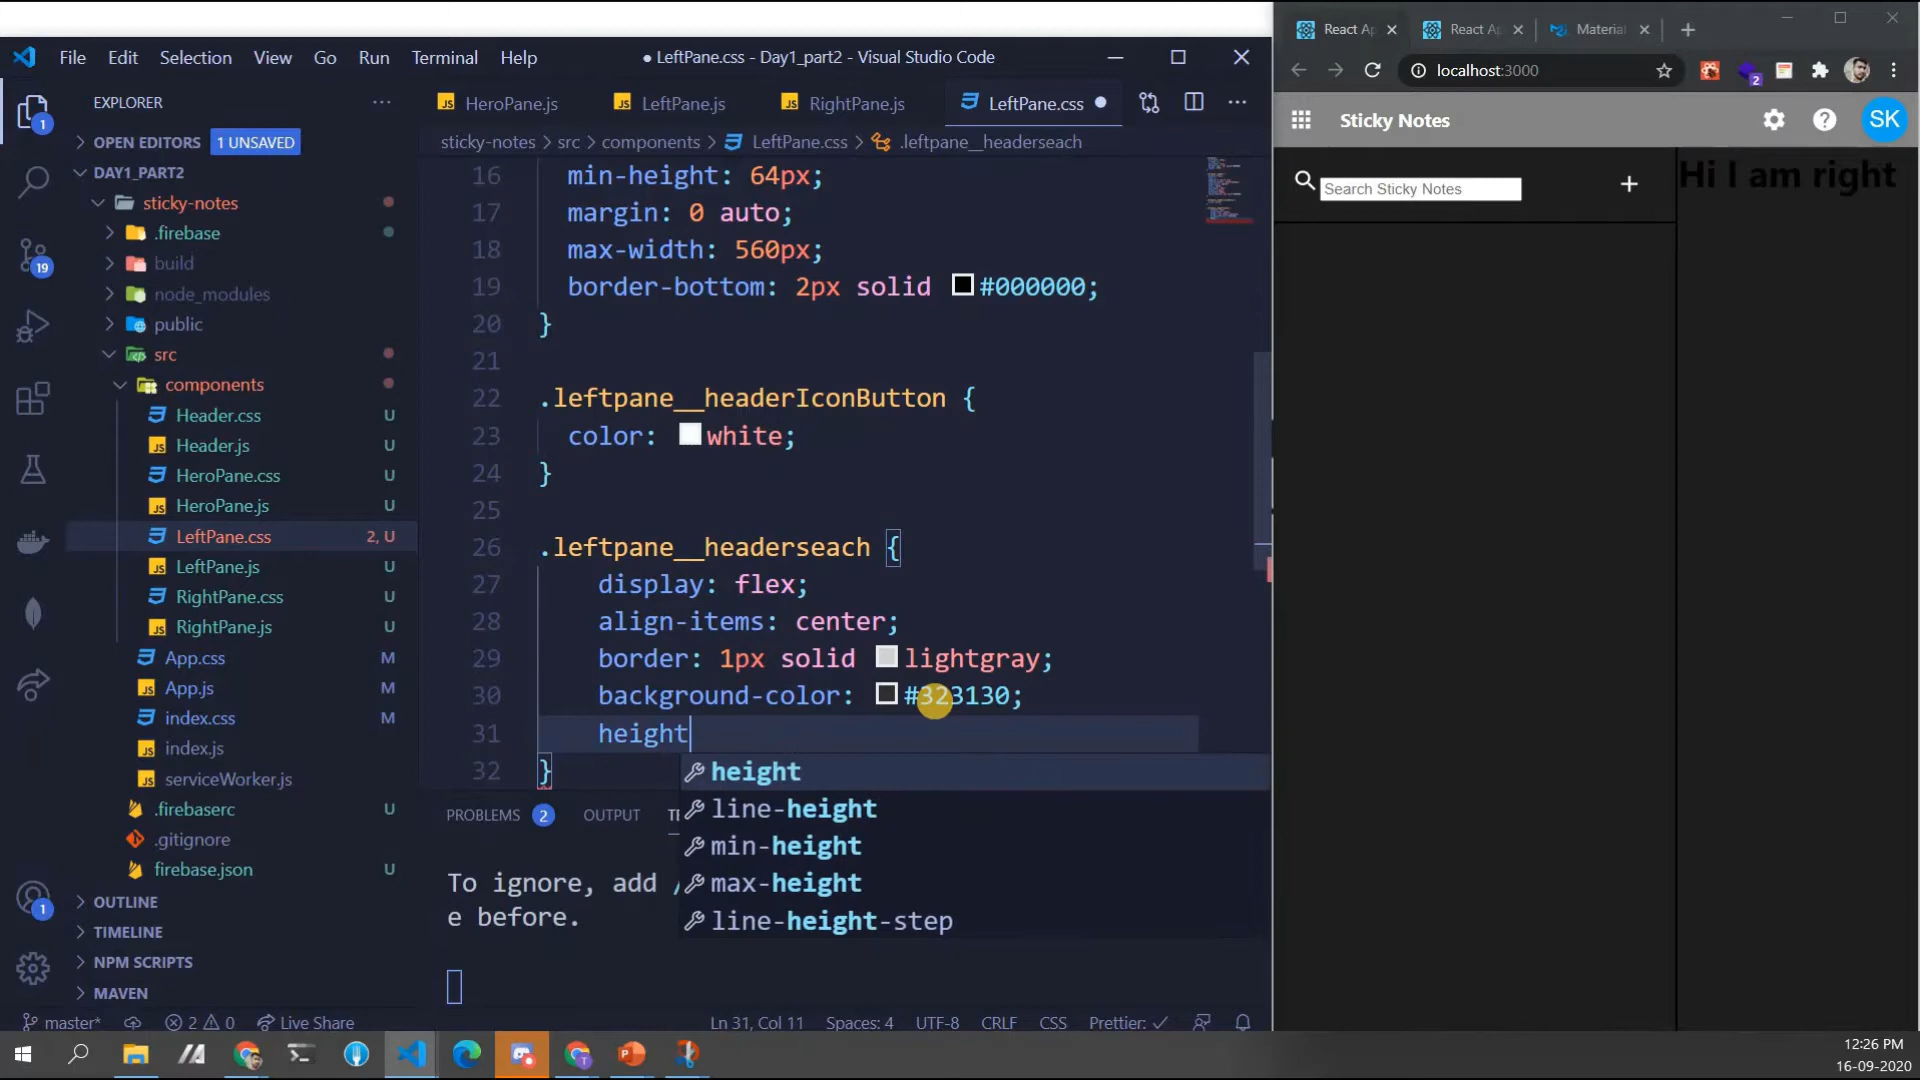 File Edit Selection View Go Run Terminal Help
● LeftPane.css - Day1_part2 - Visual Studio Code
EXPLORER
OPEN EDITORS 1 UNSAVED
DAY1_PART2
sticky-notes
.firebase
build
node_modules
public
src
components
Header.css U
Header.js U
HeroPane.css U
HeroPane.js U
LeftPane.css 2, U
LeftPane.js U
RightPane.css U
RightPane.js U
App.css M
App.js M
index.css M
index.js
serviceWorker.js
.firebaserc U
.gitignore
firebase.json U
OUTLINE
TIMELINE
NPM SCRIPTS
MAVEN
1
19
1
HeroPane.js LeftPane.js RightPane.js LeftPane.css
sticky-notes > src > components > LeftPane.css > .leftpane__headerseach
16 min-height: 64px;
17 margin: 0 auto;
18 max-width: 560px;
19 border-bottom: 2px solid #000000;
20 }
21
22 .leftpane__headerIconButton {
23 color: white;
24 }
25
26 .leftpane__headerseach {
27 display: flex;
28 align-items: center;
29 border: 1px solid lightgray;
30 background-color: #323130;
31 height
32 }
height
line-height
min-height
max-height
line-height-step
PROBLEMS 2 OUTPUT
To ignore, add /
e before.
master* 2 0 Live Share
Ln 31, Col 11 Spaces: 4 UTF-8 CRLF CSS Prettier: ✓
React Ap React Ap Material
localhost:3000
2
Sticky Notes
SK
Search Sticky Notes
+
Hi I am right
12:26 PM
16-09-2020